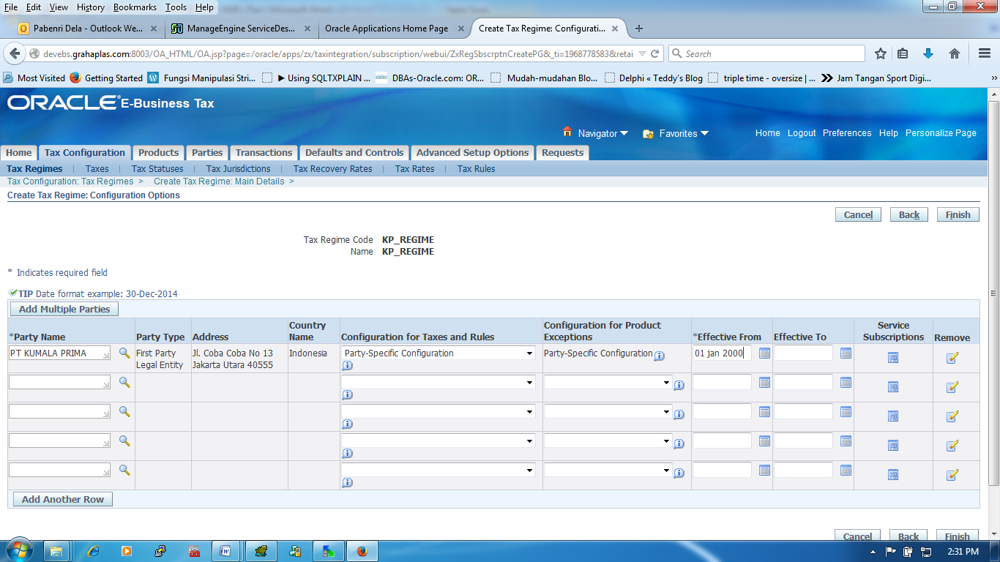 File Edit View History Bookmarks Tools Help
Pabenri Dela - Outlook We... × ManageEngine ServiceDes... × Oracle Applications Home Page × Create Tax Regime: Configurati... × +
devebs.grahaplas.com:8003/OA_HTML/OA.jsp?page=/oracle/apps/zx/taxintegration/subscription/webui/ZxRegSbscrptnCreatePG&_ti=1968778583&retai Search
Most Visited Getting Started Fungsi Manipulasi Stri... ► Using SQLTXPLAIN ... DBAs-Oracle.com: OR... Mudah-mudahan Blo... Delphi « Teddy's Blog triple time - oversize | ... Jam Tangan Sport Digi... »
ORACLE® E-Business Tax
Navigator Favorites Home Logout Preferences Help Personalize Page
Home Tax Configuration Products Parties Transactions Defaults and Controls Advanced Setup Options Requests
Tax Regimes | Taxes | Tax Statuses | Tax Jurisdictions | Tax Recovery Rates | Tax Rates | Tax Rules
Tax Configuration: Tax Regimes > Create Tax Regime: Main Details >
Create Tax Regime: Configuration Options
Cancel Back Finish
Tax Regime Code KP_REGIME
Name KP_REGIME
* Indicates required field
TIP Date format example: 30-Dec-2014
Add Multiple Parties
*Party Name Party Type Address Country Name Configuration for Taxes and Rules Configuration for Product Exceptions *Effective From Effective To Service Subscriptions Remove
PT KUMALA PRIMA First Party Legal Entity Jl. Coba Coba No 13 Jakarta Utara 40555 Indonesia Party-Specific Configuration Party-Specific Configuration 01 jan 2000
Add Another Row
Cancel Back Finish
2:31 PM